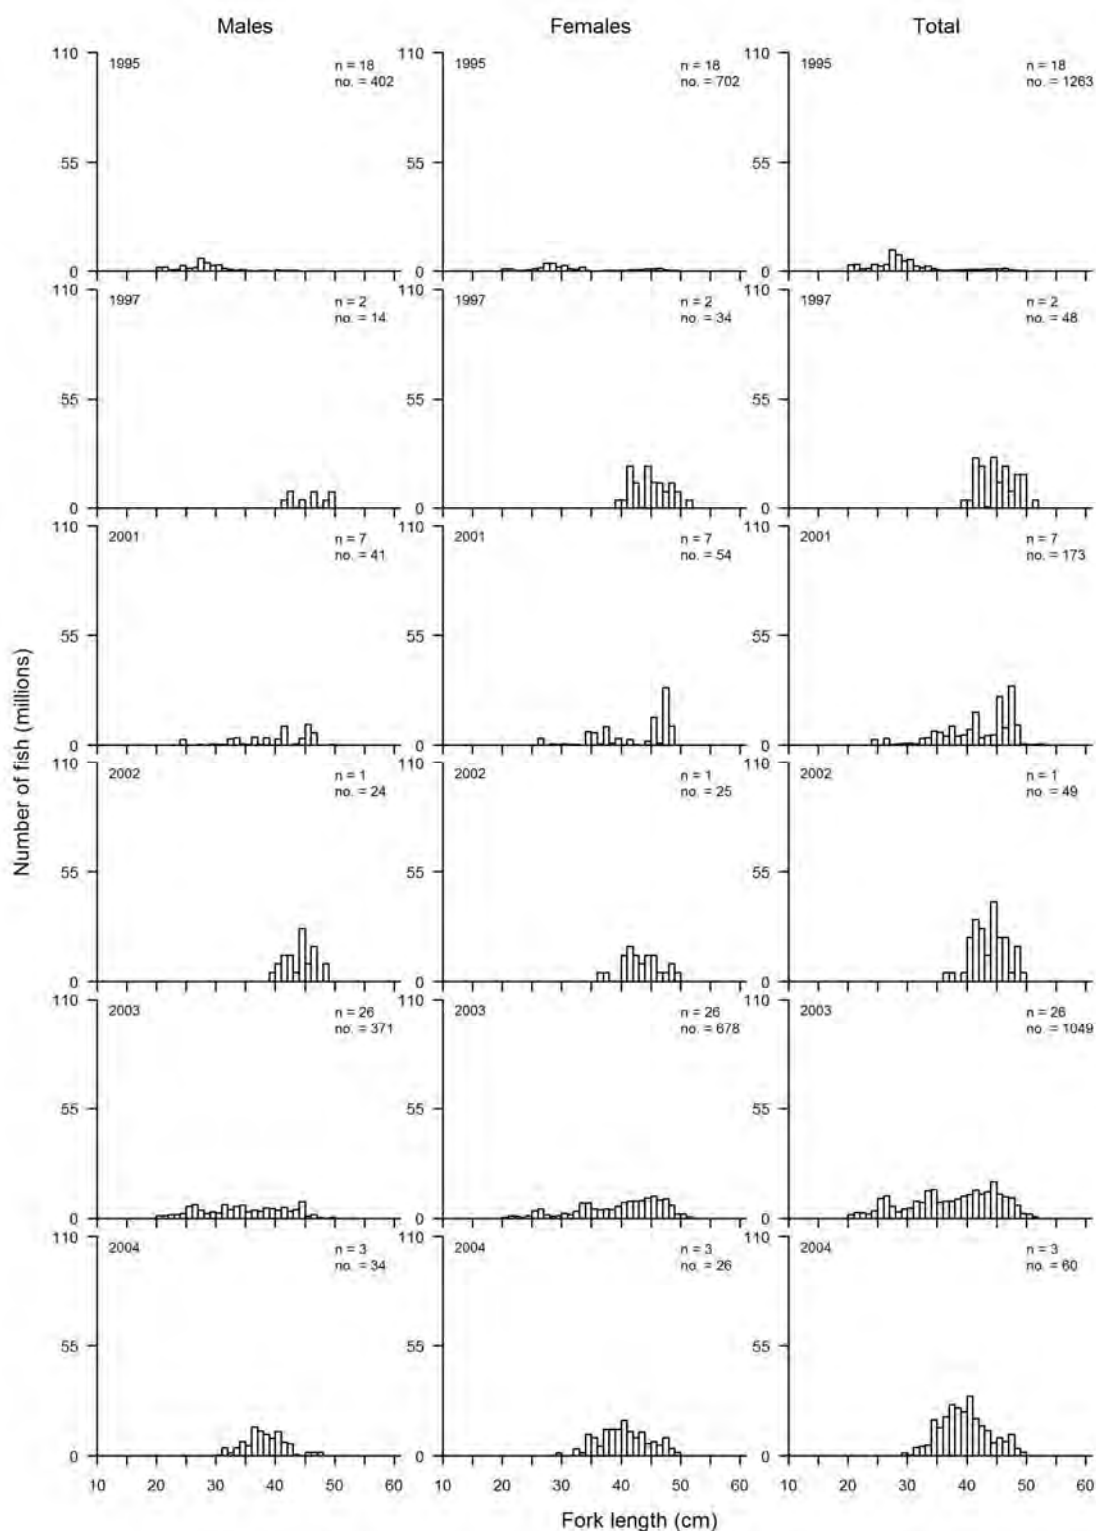 Males Females Total
110 1995 n = 18 110 1995 n = 18 110 1995 n = 18
no. = 402 no. = 702 no. = 1263
55 55 55
0 0 0
110 1997 n = 2 110 1997 n = 2 110 1997 n = 2
no. = 14 no. = 34 no. = 48
55 55 55
0 0 0
110 2001 n = 7 110 2001 n = 7 110 2001 n = 7
no. = 41 no. = 54 no. = 173
55 55 55
0 0 0
110 2002 n = 1 110 2002 n = 1 110 2002 n = 1
no. = 24 no. = 25 no. = 49
55 55 55
0 0 0
110 2003 n = 26 110 2003 n = 26 110 2003 n = 26
no. = 371 no. = 678 no. = 1049
55 55 55
0 0 0
110 2004 n = 3 110 2004 n = 3 110 2004 n = 3
no. = 34 no. = 26 no. = 60
55 55 55
0 0 0
10 20 30 40 50 60 10 20 30 40 50 60 10 20 30 40 50 60
Number of fish (millions)
Fork length (cm)